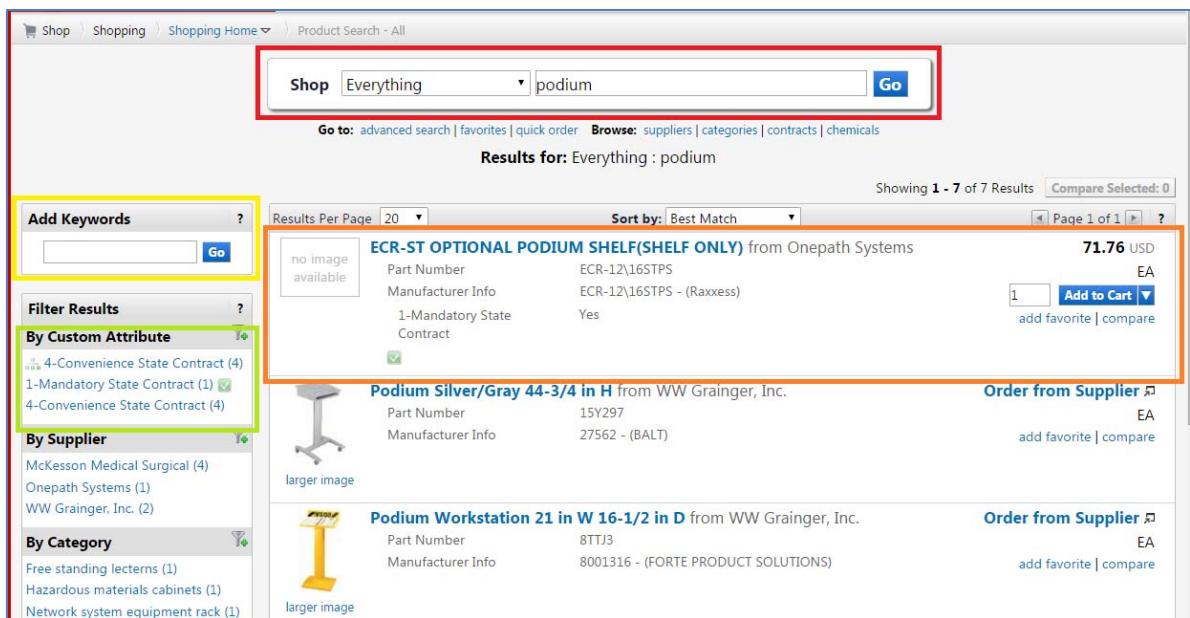 Shop Shopping Shopping Home Product Search - All
Shop Everything podium Go
Go to: advanced search | favorites | quick order Browse: suppliers | categories | contracts | chemicals
Results for: Everything : podium
Showing 1 - 7 of 7 Results Compare Selected: 0
Add Keywords ?
Go
Filter Results ?
By Custom Attribute
4-Convenience State Contract (4)
1-Mandatory State Contract (1)
4-Convenience State Contract (4)
By Supplier
McKesson Medical Surgical (4)
Onepath Systems (1)
WW Grainger, Inc. (2)
By Category
Free standing lecterns (1)
Hazardous materials cabinets (1)
Network system equipment rack (1)
Results Per Page 20 Sort by: Best Match Page 1 of 1 ?
no image
available
ECR-ST OPTIONAL PODIUM SHELF(SHELF ONLY) from Onepath Systems 71.76 USD
Part Number ECR-12\16STPS EA
Manufacturer Info ECR-12\16STPS - (Raxxess) 1 Add to Cart
1-Mandatory State Yes add favorite | compare
Contract
Podium Silver/Gray 44-3/4 in H from WW Grainger, Inc. Order from Supplier
Part Number 15Y297 EA
Manufacturer Info 27562 - (BALT) add favorite | compare
larger image
Podium Workstation 21 in W 16-1/2 in D from WW Grainger, Inc. Order from Supplier
Part Number 8TTJ3 EA
Manufacturer Info 8001316 - (FORTE PRODUCT SOLUTIONS) add favorite | compare
larger image